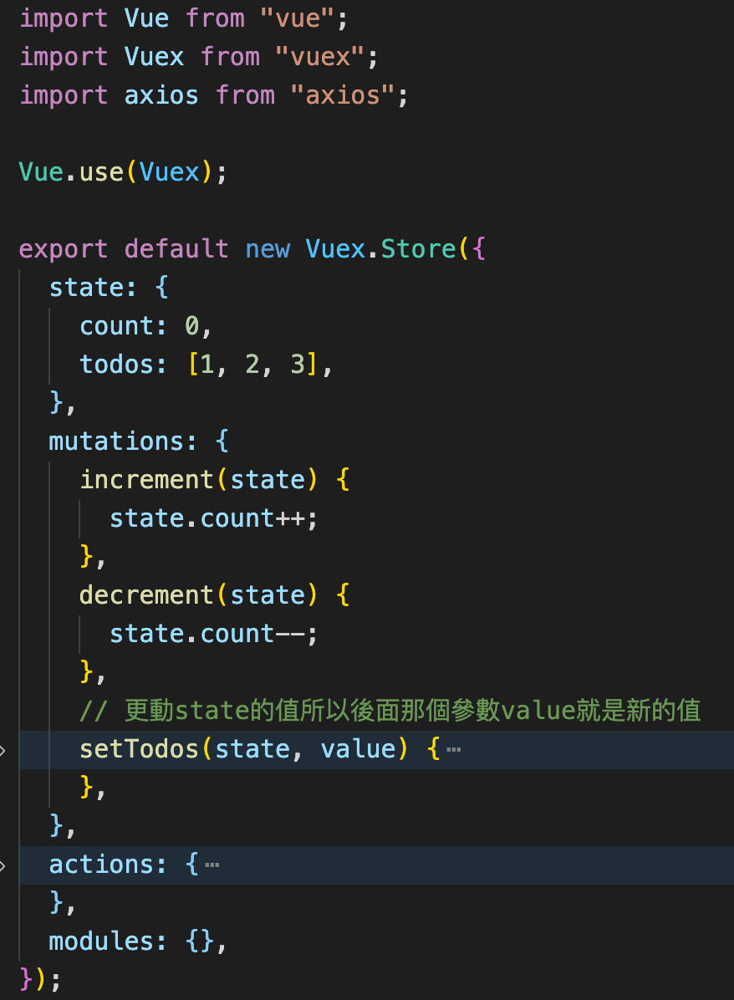 import Vue from "vue";
import Vuex from "vuex";
import axios from "axios";

Vue.use(Vuex);

export default new Vuex.Store({
  state: {
    count: 0,
    todos: [1, 2, 3],
  },
  mutations: {
    increment(state) {
      state.count++;
    },
    decrement(state) {
      state.count--;
    },
    // 更動state的值所以後面那個參數value就是新的值
    setTodos(state, value) {⋯
    },
  },
  actions: {⋯
  },
  modules: {},
});